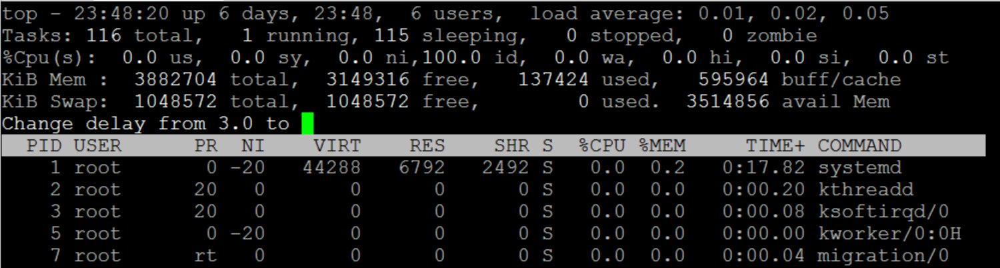 top - 23:48:20 up 6 days, 23:48,  6 users,  load average: 0.01, 0.02, 0.05
Tasks: 116 total,   1 running, 115 sleeping,   0 stopped,   0 zombie
%Cpu(s):  0.0 us,  0.0 sy,  0.0 ni,100.0 id,  0.0 wa,  0.0 hi,  0.0 si,  0.0 st
KiB Mem :  3882704 total,  3149316 free,   137424 used,   595964 buff/cache
KiB Swap:  1048572 total,  1048572 free,        0 used.  3514856 avail Mem
Change delay from 3.0 to
  PID USER      PR  NI    VIRT    RES    SHR S  %CPU %MEM     TIME+ COMMAND
    1 root       0 -20   44288   6792   2492 S   0.0  0.2   0:17.82 systemd
    2 root      20   0       0      0      0 S   0.0  0.0   0:00.20 kthreadd
    3 root      20   0       0      0      0 S   0.0  0.0   0:00.08 ksoftirqd/0
    5 root       0 -20       0      0      0 S   0.0  0.0   0:00.00 kworker/0:0H
    7 root      rt   0       0      0      0 S   0.0  0.0   0:00.04 migration/0